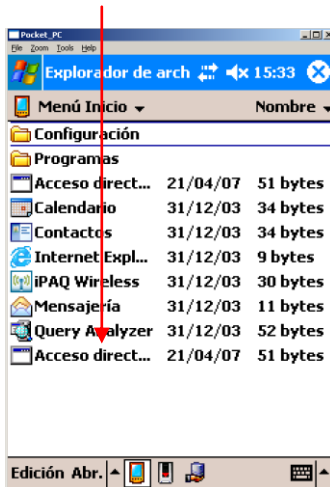 Pocket_PC
File Zoom Tools Help
Explorador de arch 15:33
Menú Inicio Nombre
Configuración
Programas
Acceso direct... 21/04/07 51 bytes
Calendario 31/12/03 34 bytes
Contactos 31/12/03 34 bytes
Internet Expl... 31/12/03 9 bytes
iPAQ Wireless 31/12/03 30 bytes
Mensajería 31/12/03 11 bytes
Query Analyzer 31/12/03 52 bytes
Acceso direct... 21/04/07 51 bytes
Edición Abr.